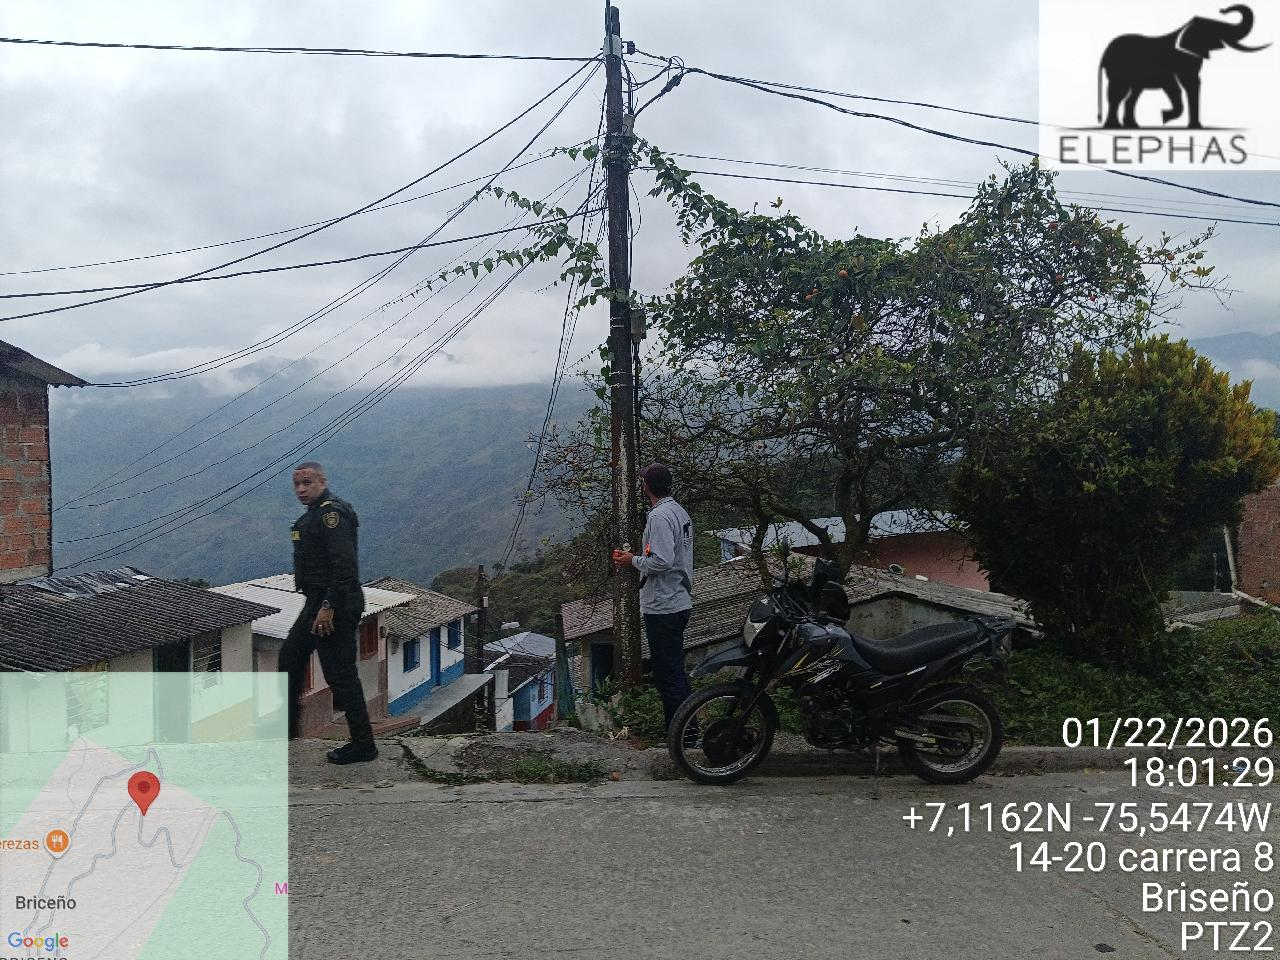 ELEPHAS
01/22/2026
18:01:29
+7,1162N -75,5474W
14-20 carrera 8
Briseño
PTZ2
erezas
M
Briceño
Google